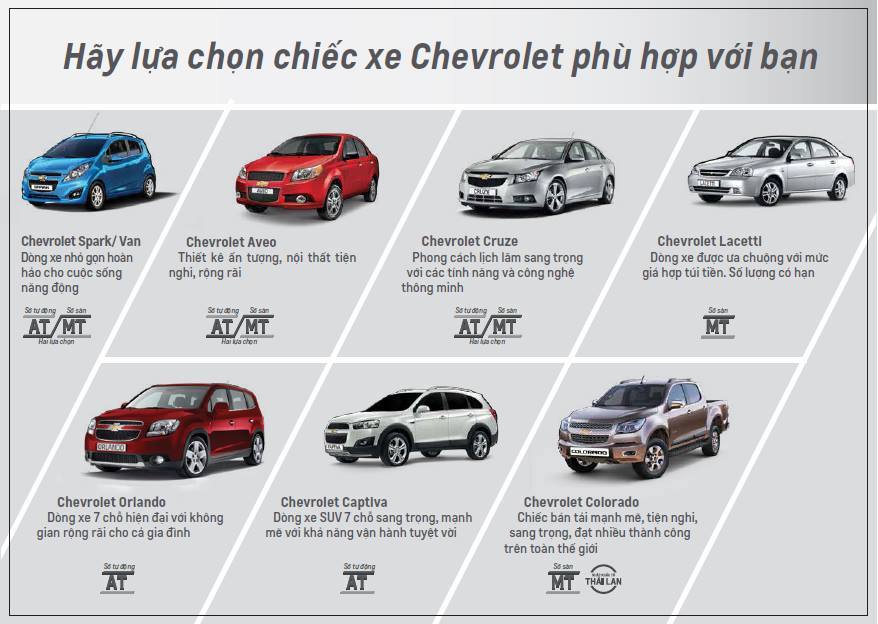 Hãy lựa chọn chiếc xe Chevrolet phù hợp với bạn
SPARK
AVEO
CRUZE
LACETTI
Chevrolet Spark/ Van
Dòng xe nhỏ gọn hoàn
hảo cho cuộc sống
năng động
Số tự động
Số sàn
AT/MT
Hai lựa chọn
Chevrolet Aveo
Thiết kế ấn tượng, nội thất tiện
nghi, rộng rãi
Số tự động
Số sàn
AT/MT
Hai lựa chọn
Chevrolet Cruze
Phong cách lịch lãm sang trọng
với các tính năng và công nghệ
thông minh
Số tự động
Số sàn
AT/MT
Hai lựa chọn
Chevrolet Lacetti
Dòng xe được ưa chuộng với mức
giá hợp túi tiền. Số lượng có hạn
Số sàn
MT
ORLANDO
CAPTIVA
COLORADO
Chevrolet Orlando
Dòng xe 7 chỗ hiện đại với không
gian rộng rãi cho cả gia đình
Số tự động
AT
Chevrolet Captiva
Dòng xe SUV 7 chỗ sang trọng, mạnh
mẽ với khả năng vận hành tuyệt vời
Số tự động
AT
Chevrolet Colorado
Chiếc bán tải mạnh mẽ, tiện nghi,
sang trọng, đạt nhiều thành công
trên toàn thế giới
Số sàn
MT
THÁI LAN